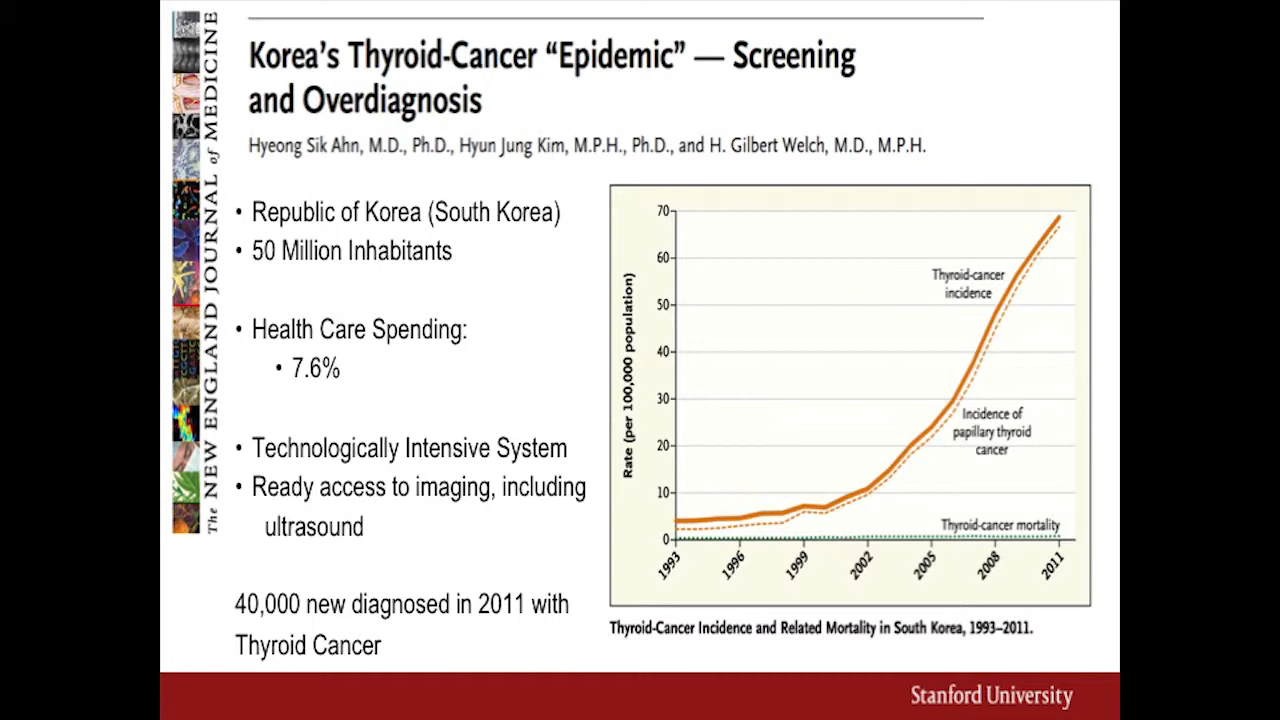 The NEW ENGLAND JOURNAL of MEDICINE
Korea's Thyroid-Cancer “Epidemic” — Screening
and Overdiagnosis
Hyeong Sik Ahn, M.D., Ph.D., Hyun Jung Kim, M.P.H., Ph.D., and H. Gilbert Welch, M.D., M.P.H.
• Republic of Korea (South Korea)
• 50 Million Inhabitants
• Health Care Spending:
• 7.6%
• Technologically Intensive System
• Ready access to imaging, including
ultrasound
40,000 new diagnosed in 2011 with
Thyroid Cancer
Rate (per 100,000 population)
70
60
50
40
30
20
10
0
Thyroid-cancer
incidence
Incidence of
papillary thyroid
cancer
Thyroid-cancer mortality
1993
1996
1999
2002
2005
2008
2011
Thyroid-Cancer Incidence and Related Mortality in South Korea, 1993–2011.
Stanford University